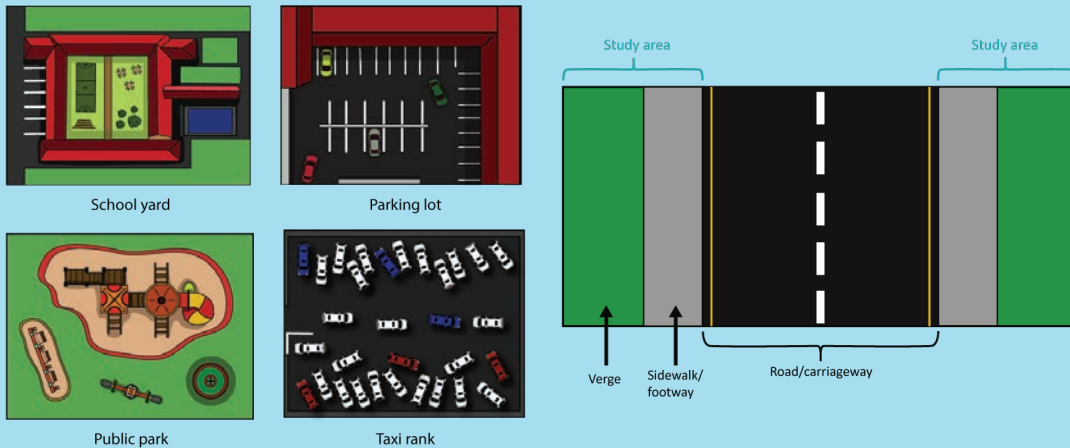 School yard
Parking lot
Public park
Taxi rank
Study area
Study area
Verge
Sidewalk/
footway
Road/carriageway